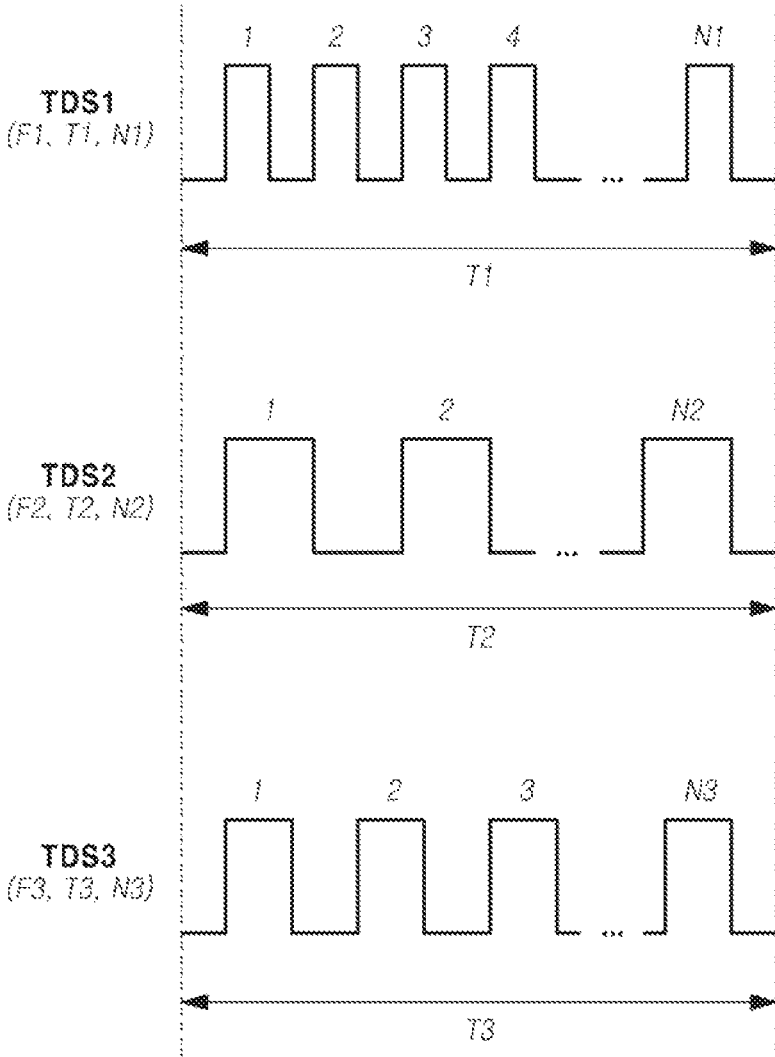 1 2 3 4 N1
TDS1
(F1, T1, N1)
...
T1
1 2 N2
TDS2
(F2, T2, N2)
...
T2
1 2 3 N3
TDS3
(F3, T3, N3)
...
T3